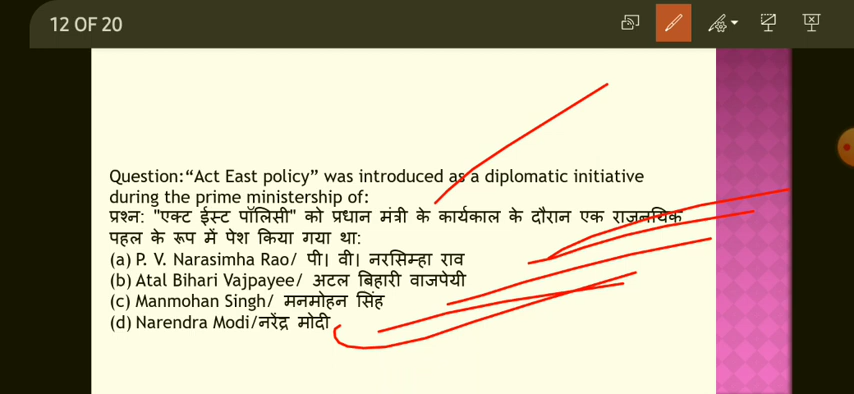 12 OF 20
Question:“Act East policy” was introduced as a diplomatic initiative
during the prime ministership of:
प्रश्न: "एक्ट ईस्ट पॉलिसी" को प्रधान मंत्री के कार्यकाल के दौरान एक राजनयिक
पहल के रूप में पेश किया गया था:
(a) P. V. Narasimha Rao/ पी। वी। नरसिम्हा राव
(b) Atal Bihari Vajpayee/ अटल बिहारी वाजपेयी
(c) Manmohan Singh/ मनमोहन सिंह
(d) Narendra Modi/नरेंद्र मोदी